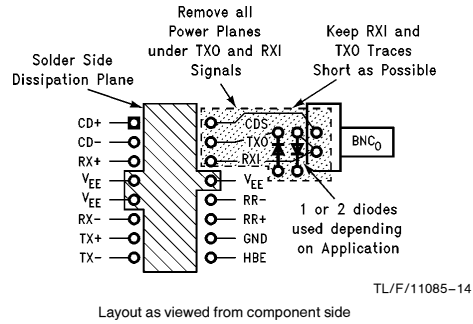 Remove all
Power Planes
under TXO and RXI
Signals
Keep RXI and
TXO Traces
Short as Possible
Solder Side
Dissipation Plane
CD+
CD-
RX+
VEE
VEE
RX-
TX+
TX-
CDS
TXO
RXI
VEE
RR-
RR+
GND
HBE
BNCO
1 or 2 diodes
used depending
on Application
TL/F/11085-14
Layout as viewed from component side